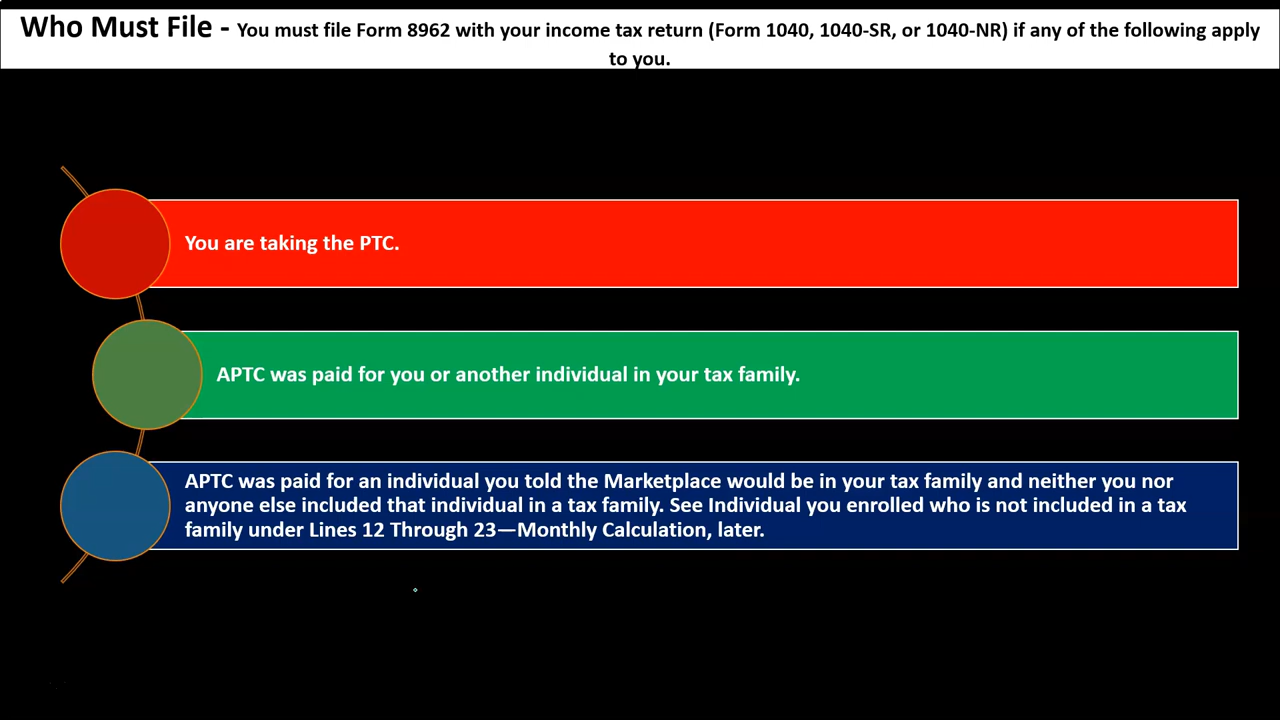 Who Must File - You must file Form 8962 with your income tax return (Form 1040, 1040-SR, or 1040-NR) if any of the following apply
to you.
You are taking the PTC.
APTC was paid for you or another individual in your tax family.
APTC was paid for an individual you told the Marketplace would be in your tax family and neither you nor
anyone else included that individual in a tax family. See Individual you enrolled who is not included in a tax
family under Lines 12 Through 23—Monthly Calculation, later.